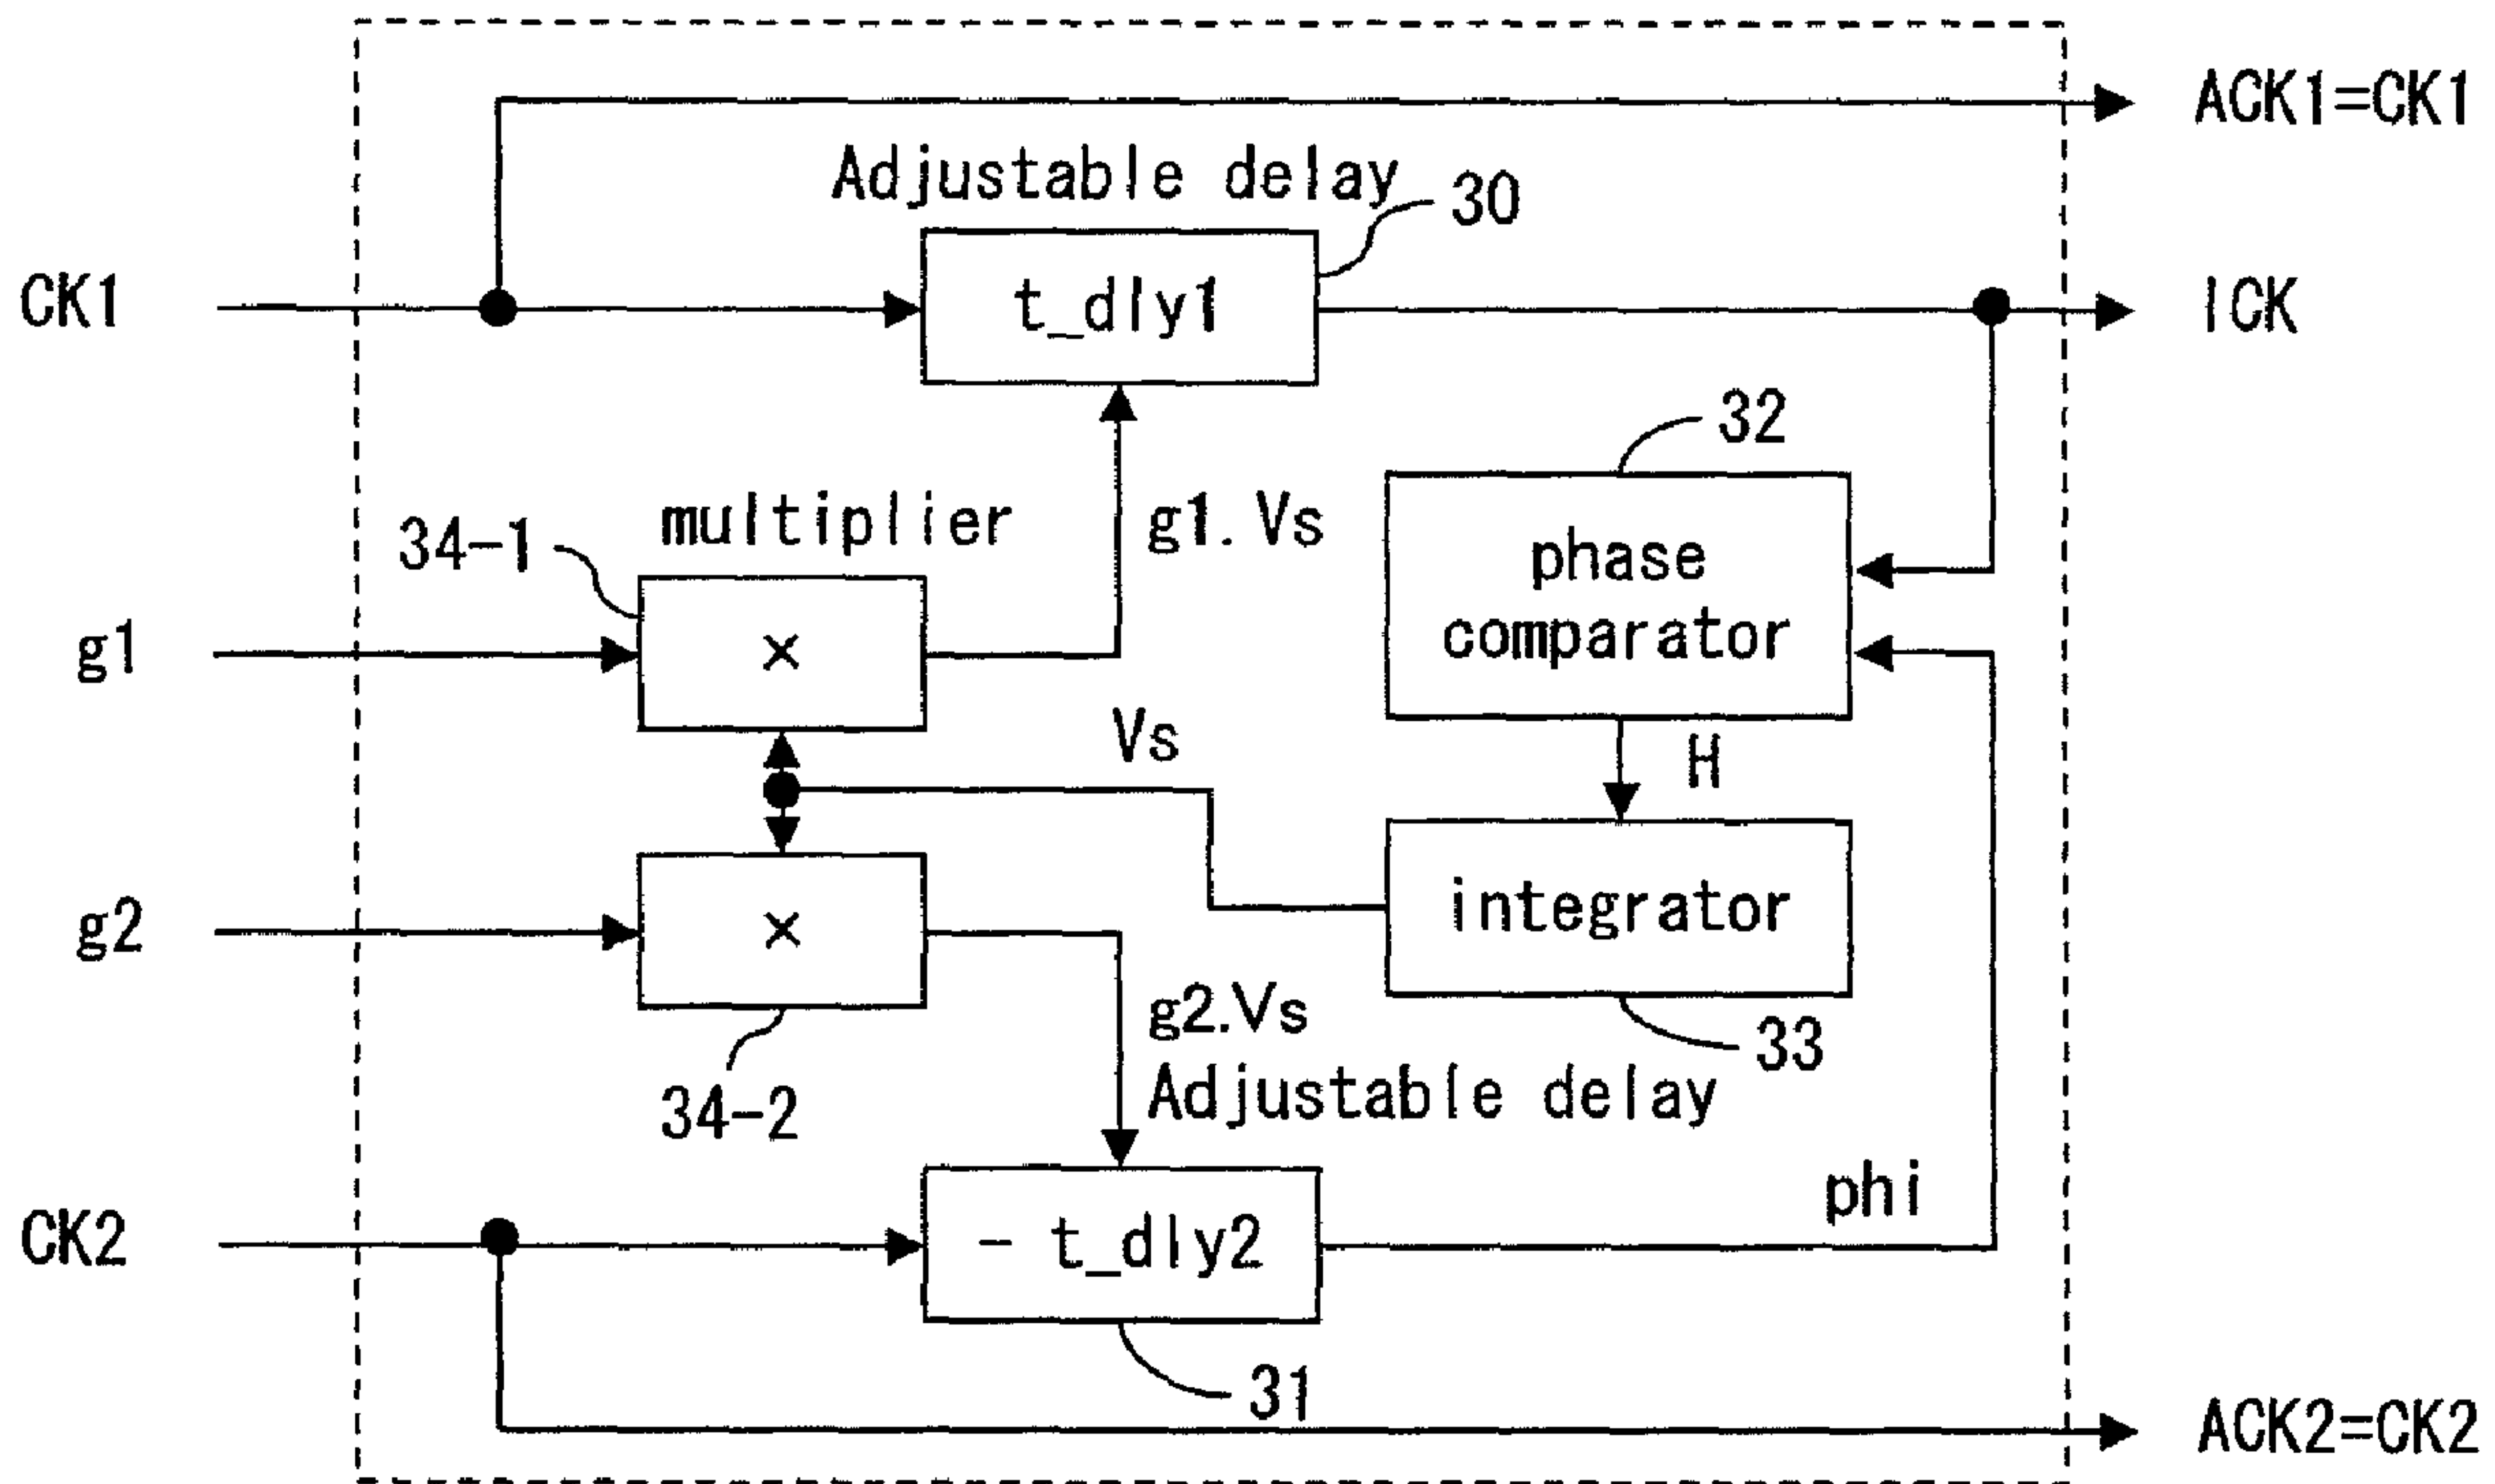 ACK1=CK1
Adjustable delay
30
CK1
t_dly1
ICK
32
multiplier
g1.Vs
34-1
phase
comparator
g1
×
Vs
H
g2
×
integrator
g2.Vs
33
34-2
Adjustable delay
phi
CK2
- t_dly2
31
ACK2=CK2